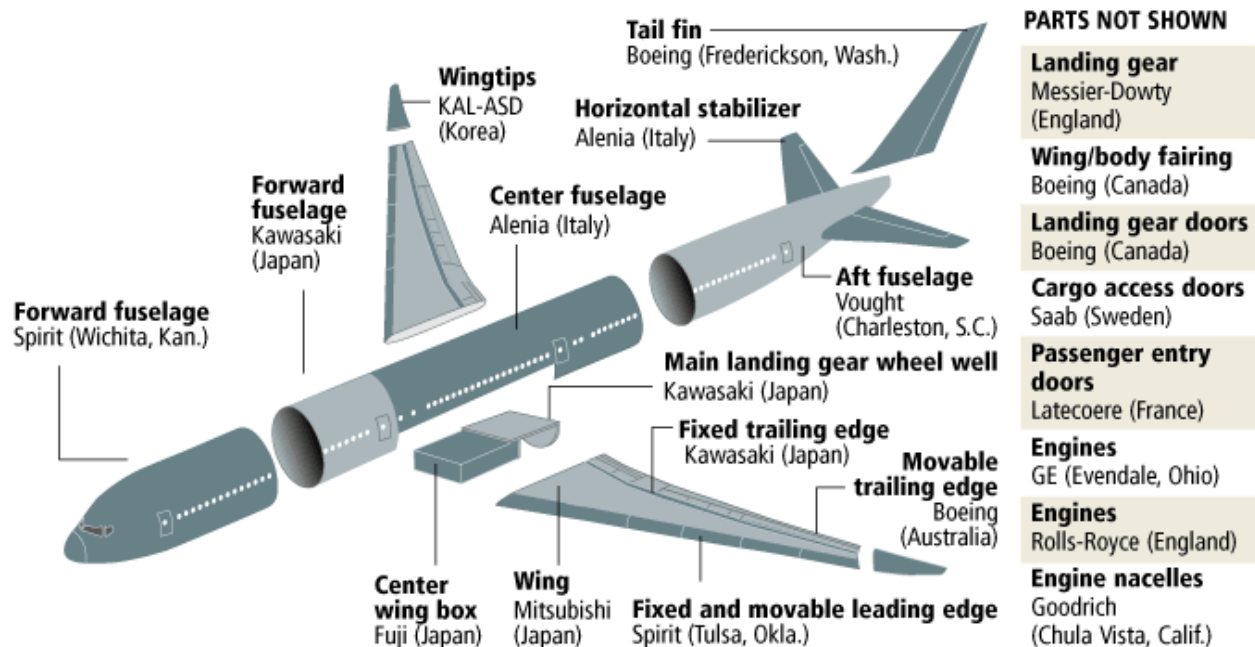 Tail fin
Boeing (Frederickson, Wash.)
Wingtips
KAL-ASD
(Korea)
Horizontal stabilizer
Alenia (Italy)
Forward
fuselage
Kawasaki
(Japan)
Center fuselage
Alenia (Italy)
Forward fuselage
Spirit (Wichita, Kan.)
Aft fuselage
Vought
(Charleston, S.C.)
Main landing gear wheel well
Kawasaki (Japan)
Fixed trailing edge
Kawasaki (Japan)
Movable
trailing edge
Boeing
(Australia)
Center
wing box
Fuji (Japan)
Wing
Mitsubishi
(Japan)
Fixed and movable leading edge
Spirit (Tulsa, Okla.)
PARTS NOT SHOWN
Landing gear
Messier-Dowty
(England)
Wing/body fairing
Boeing (Canada)
Landing gear doors
Boeing (Canada)
Cargo access doors
Saab (Sweden)
Passenger entry
doors
Latecoere (France)
Engines
GE (Evendale, Ohio)
Engines
Rolls-Royce (England)
Engine nacelles
Goodrich
(Chula Vista, Calif.)